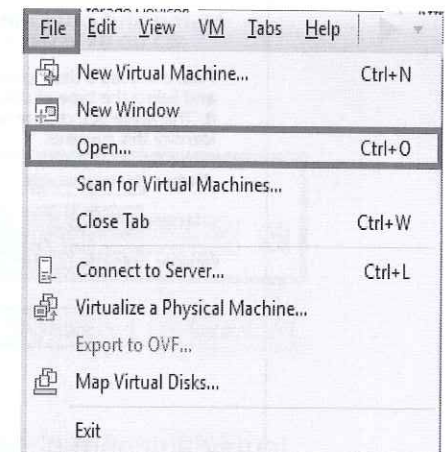 File Edit View VM Tabs Help
New Virtual Machine... Ctrl+N
New Window
Open... Ctrl+O
Scan for Virtual Machines...
Close Tab Ctrl+W
Connect to Server... Ctrl+L
Virtualize a Physical Machine...
Export to OVF...
Map Virtual Disks...
Exit